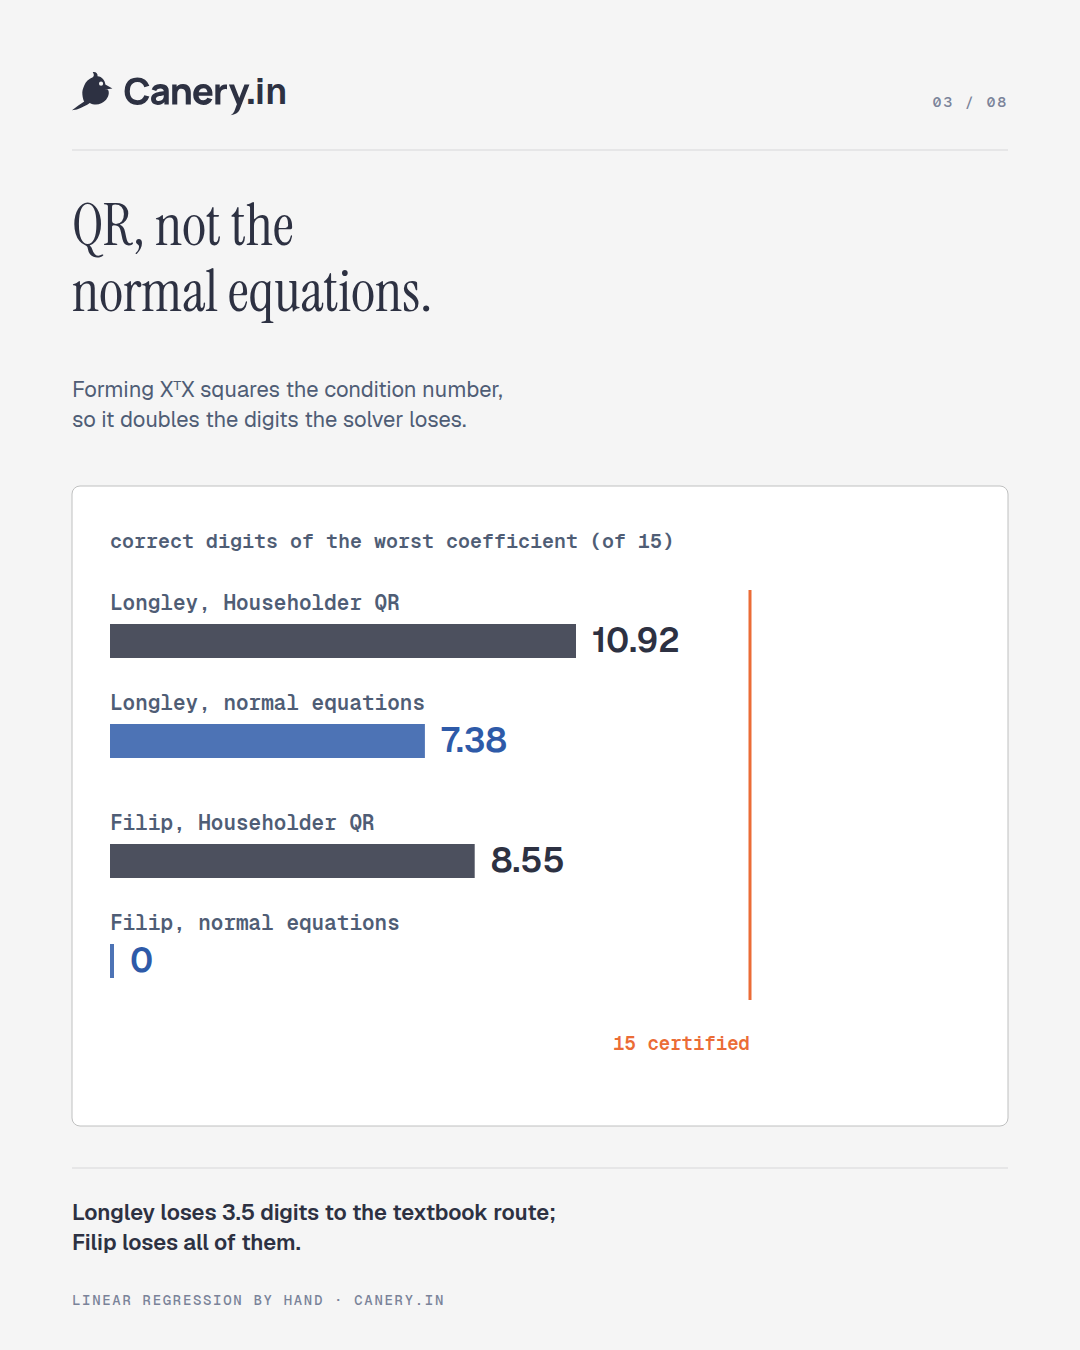 Canery.in
03 / 08
QR, not the
normal equations.
Forming XᵀX squares the condition number,
so it doubles the digits the solver loses.
correct digits of the worst coefficient (of 15)
Longley, Householder QR
10.92
Longley, normal equations
7.38
Filip, Householder QR
8.55
Filip, normal equations
0
15 certified
Longley loses 3.5 digits to the textbook route;
Filip loses all of them.
LINEAR REGRESSION BY HAND · CANERY.IN